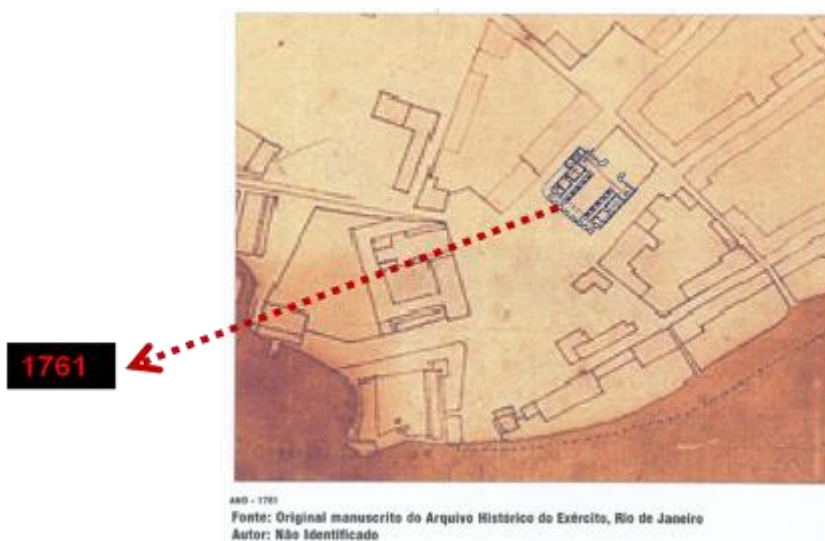 1761
ANO - 1761
Fonte: Original manuscrito do Arquivo Histórico do Exército, Rio de Janeiro
Autor: Não Identificado